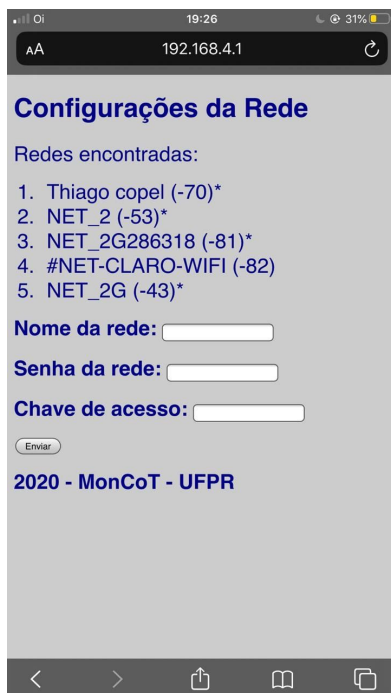 Oi 19:26 31%
AA 192.168.4.1
Configurações da Rede
Redes encontradas:
1. Thiago copel (-70)*
2. NET_2 (-53)*
3. NET_2G286318 (-81)*
4. #NET-CLARO-WIFI (-82)
5. NET_2G (-43)*
Nome da rede:
Senha da rede:
Chave de acesso:
Enviar
2020 - MonCoT - UFPR